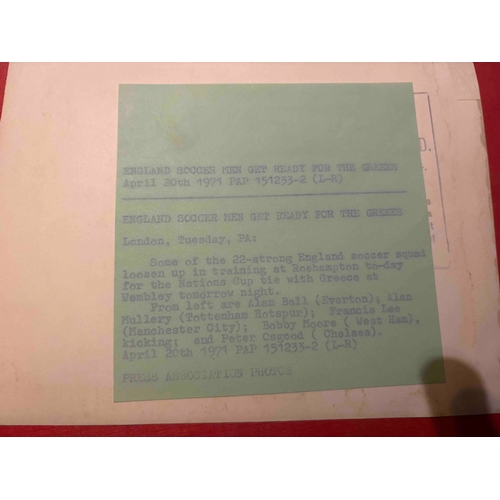 ENGLAND SOCCER MEN GET READY FOR THE GREEKS
April 20th 1971 PAP 151233-2 (L-R)
ENGLAND SOCCER MEN GET READY FOR THE GREEKS
London, Tuesday, PA:
Some of the 22-strong England soccer squad
loosen up in training at Roehampton to-day
for the Nations Cup tie with Greece at
Wembley tomorrow night.
From left are Alan Ball (Everton); Alan
Mullery (Tottenham Hotspur); Francis Lee
(Manchester City); Bobby Moore ( West Ham),
kicking; and Peter Osgood ( Chelsea).
April 20th 1971 PAP 151233-2 (L-R)
PRESS ASSOCIATION PHOTOS